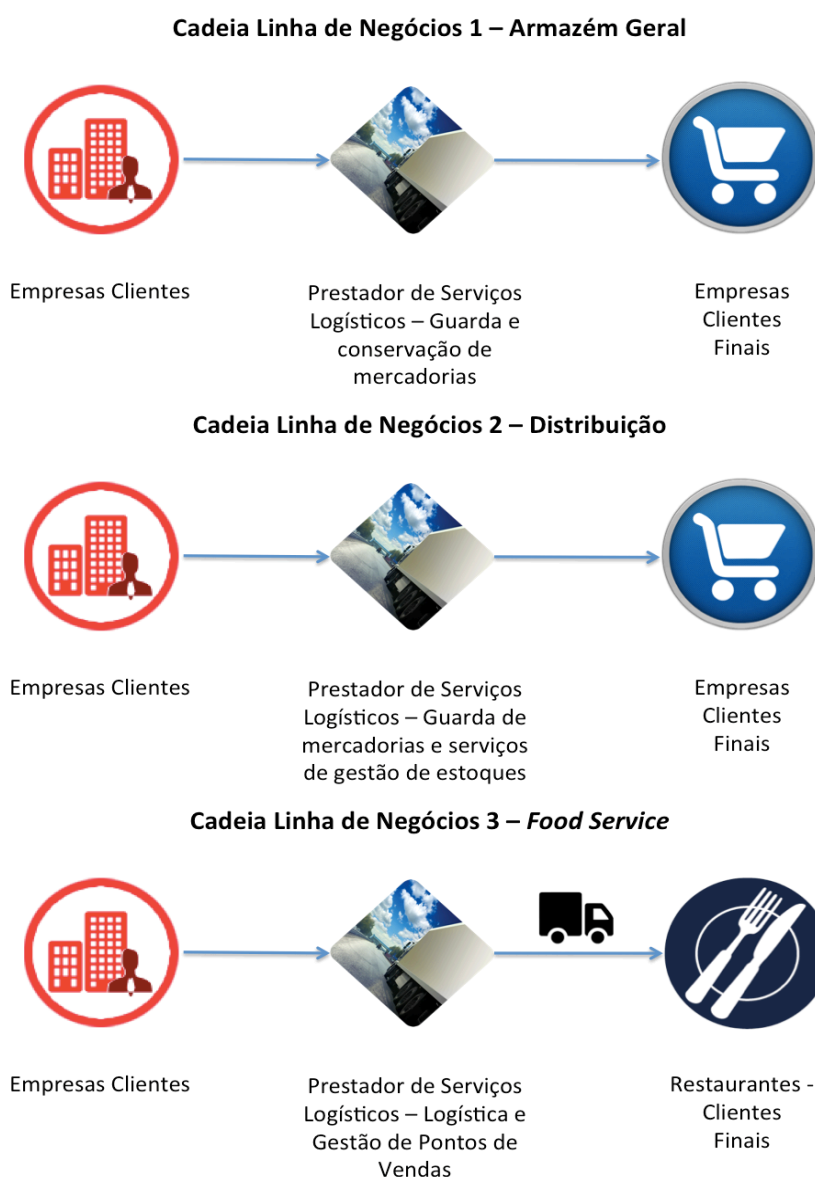 Cadeia Linha de Negócios 1 – Armazém Geral
Empresas Clientes
Prestador de Serviços
Logísticos – Guarda e
conservação de
mercadorias
Empresas
Clientes
Finais
Cadeia Linha de Negócios 2 – Distribuição
Empresas Clientes
Prestador de Serviços
Logísticos – Guarda de
mercadorias e serviços
de gestão de estoques
Empresas
Clientes
Finais
Cadeia Linha de Negócios 3 – Food Service
Empresas Clientes
Prestador de Serviços
Logísticos – Logística e
Gestão de Pontos de
Vendas
Restaurantes -
Clientes
Finais